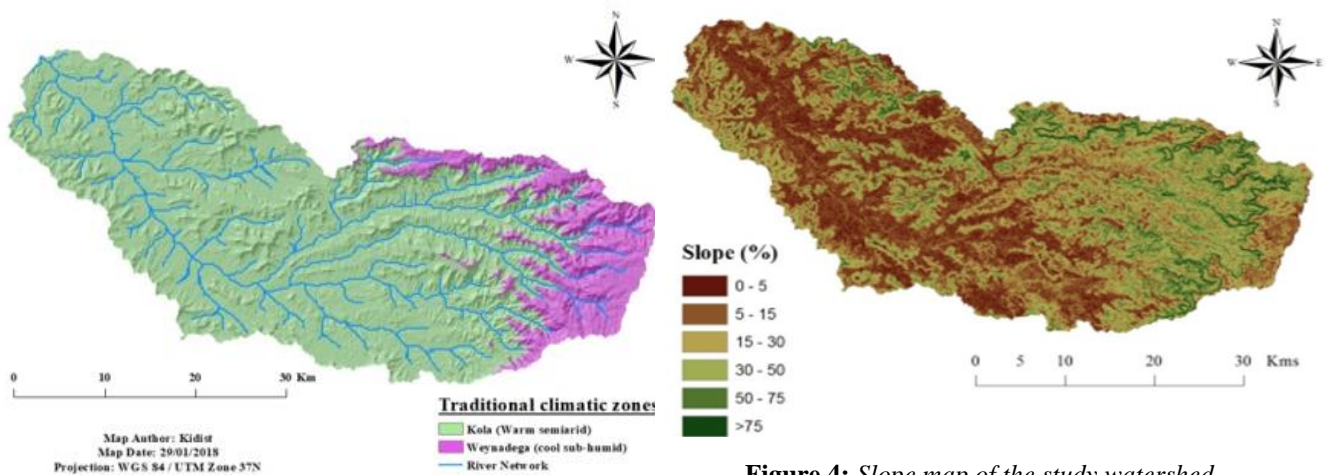 N
W
S
0 10 20 30 Km
Map Author: Kidist
Map Date: 29/01/2018
Projection: WGS 84 / UTM Zone 37N
Traditional climatic zones
Kola (Warm semiarid)
Weynadega (cool sub-humid)
River Network
N
W E
S
Slope (%)
0 - 5
5 - 15
15 - 30
30 - 50
50 - 75
>75
0 5 10 20 30 Kms
Figure 4: Slope map of the study watershed